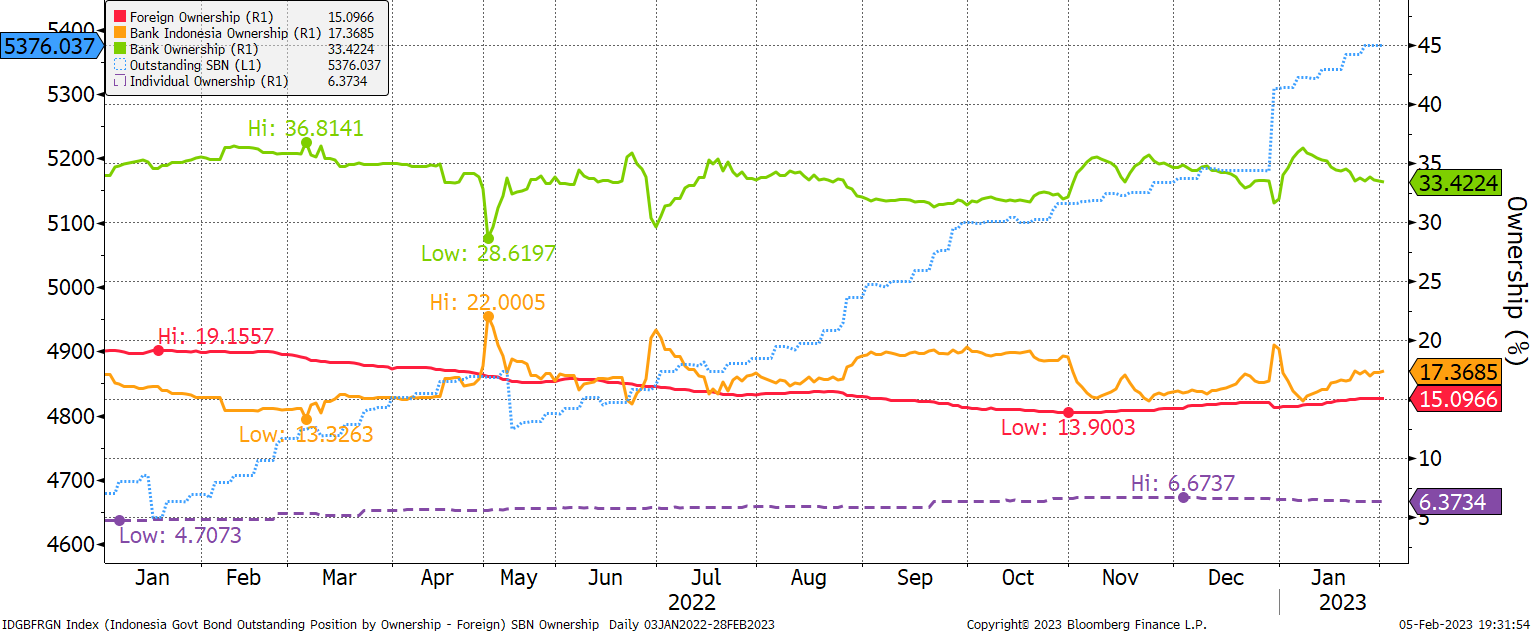 5400
5376.037
5300
5200
5100
5000
4900
4800
4700
4600
Foreign Ownership (R1) 15.0966
Bank Indonesia Ownership (R1) 17.3685
Bank Ownership (R1) 33.4224
Outstanding SBN (L1) 5376.037
Individual Ownership (R1) 6.3734
Hi: 36.8141
Low: 28.6197
Hi: 22.0005
Hi: 19.1557
Low: 13.3263
Low: 13.9003
Hi: 6.6737
Low: 4.7073
45
40
35
33.4224
30
25
20
17.3685
15.0966
10
6.3734
5
Ownership (%)
Jan Feb Mar Apr May Jun Jul Aug Sep Oct Nov Dec Jan
2022 2023
IDGBFRGN Index (Indonesia Govt Bond Outstanding Position by Ownership - Foreign) SBN Ownership Daily 03JAN2022-28FEB2023 Copyright© 2023 Bloomberg Finance L.P. 05-Feb-2023 19:31:54